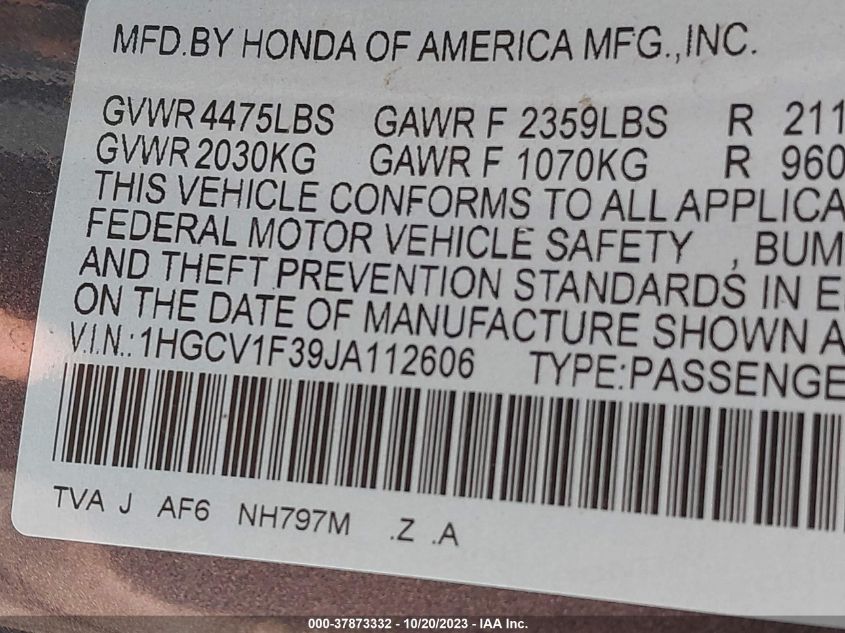 MFD.BY HONDA OF AMERICA MFG.,INC.
GVWR 4475LBS GAWR F 2359LBS R 211
GVWR 2030KG GAWR F 1070KG R 960
THIS VEHICLE CONFORMS TO ALL APPLICA
FEDERAL MOTOR VEHICLE SAFETY , BUM
AND THEFT PREVENTION STANDARDS IN E
ON THE DATE OF MANUFACTURE SHOWN A
V.I.N.:1HGCV1F39JA112606 TYPE:PASSENGE
TVA J AF6 NH797M .Z .A
000-37873332 - 10/20/2023 - IAA Inc.